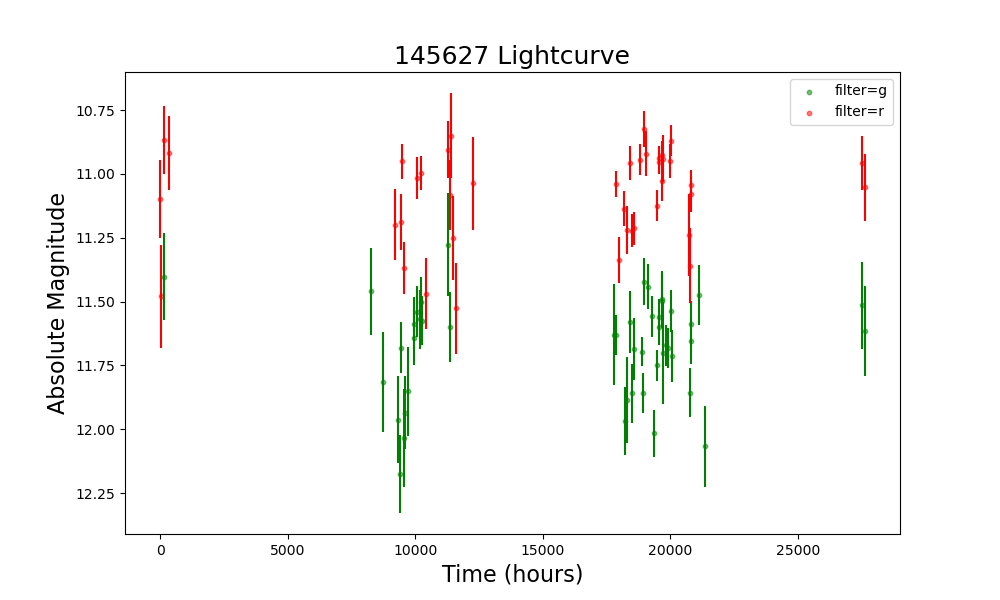 145627 Lightcurve
filter=g
filter=r
Absolute Magnitude
10.75
11.00
11.25
11.50
11.75
12.00
12.25
0 5000 10000 15000 20000 25000
Time (hours)